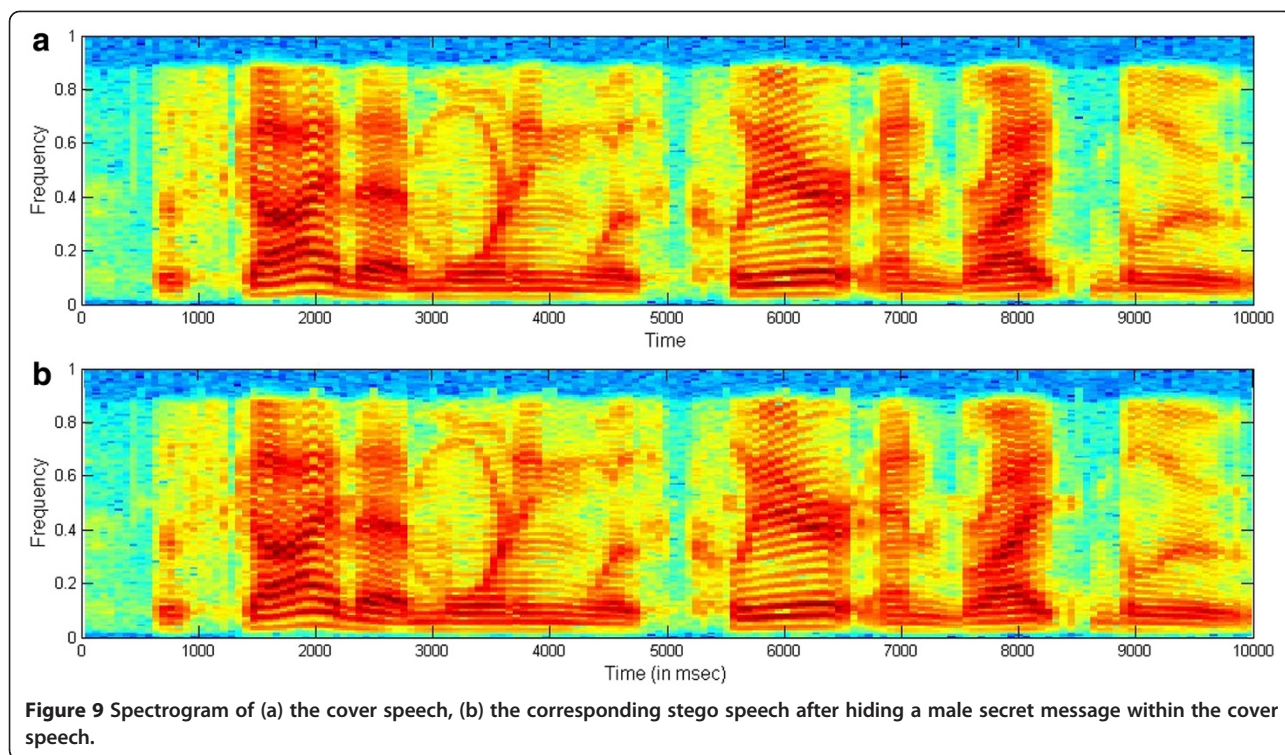 a
1
0.8
0.6
0.4
0.2
0
Frequency
0 1000 2000 3000 4000 5000 6000 7000 8000 9000 10000
Time
b
1
0.8
0.6
0.4
0.2
0
Frequency
0 1000 2000 3000 4000 5000 6000 7000 8000 9000 10000
Time (in msec)
Figure 9 Spectrogram of (a) the cover speech, (b) the corresponding stego speech after hiding a male secret message within the cover
speech.